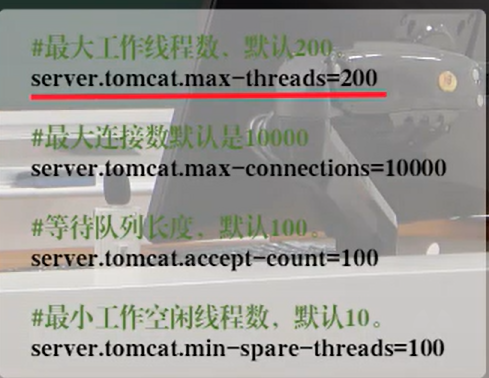 #最大工作线程数，默认200。
server.tomcat.max-threads=200
#最大连接数默认是10000
server.tomcat.max-connections=10000
#等待队列长度，默认100。
server.tomcat.accept-count=100
#最小工作空闲线程数，默认10。
server.tomcat.min-spare-threads=100